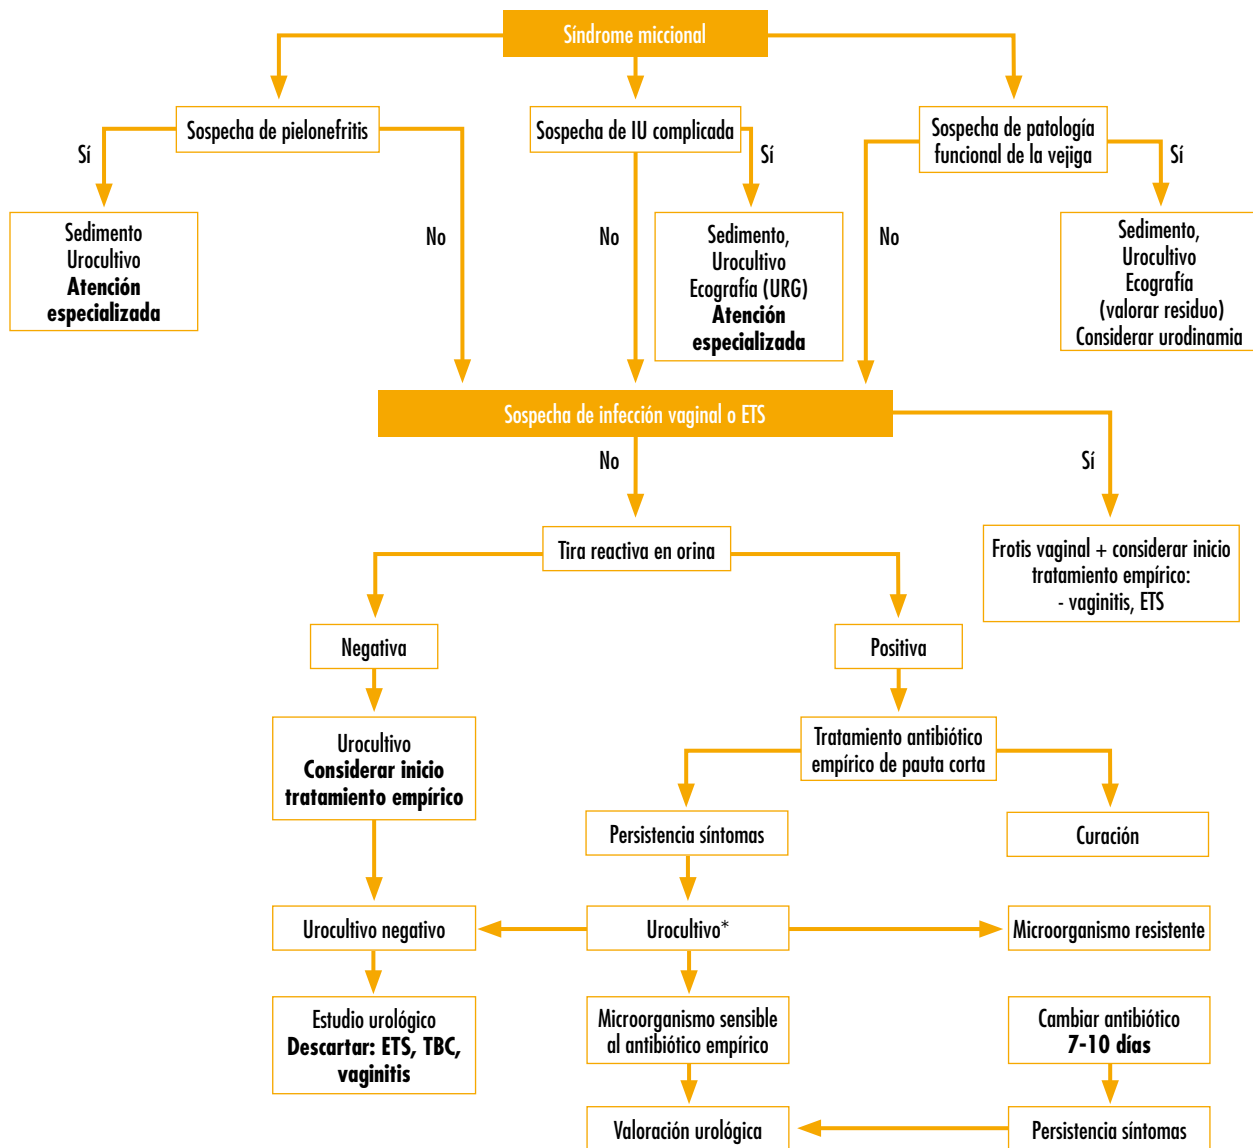 Síndrome miccional
Sospecha de pielonefritis
Sospecha de IU complicada
Sospecha de patología
funcional de la vejiga
Sí
No
No
Sí
No
Sí
Sedimento
Urocultivo
Atención
especializada
Sedimento,
Urocultivo
Ecografía (URG)
Atención
especializada
Sedimento,
Urocultivo
Ecografía
(valorar residuo)
Considerar urodinamia
Sospecha de infección vaginal o ETS
No
Sí
Tira reactiva en orina
Frotis vaginal + considerar inicio
tratamiento empírico:
- vaginitis, ETS
Negativa
Positiva
Urocultivo
Considerar inicio
tratamiento empírico
Tratamiento antibiótico
empírico de pauta corta
Persistencia síntomas
Curación
Urocultivo negativo
Urocultivo*
Microorganismo resistente
Estudio urológico
Descartar: ETS, TBC,
vaginitis
Microorganismo sensible
al antibiótico empírico
Cambiar antibiótico
7-10 días
Valoración urológica
Persistencia síntomas